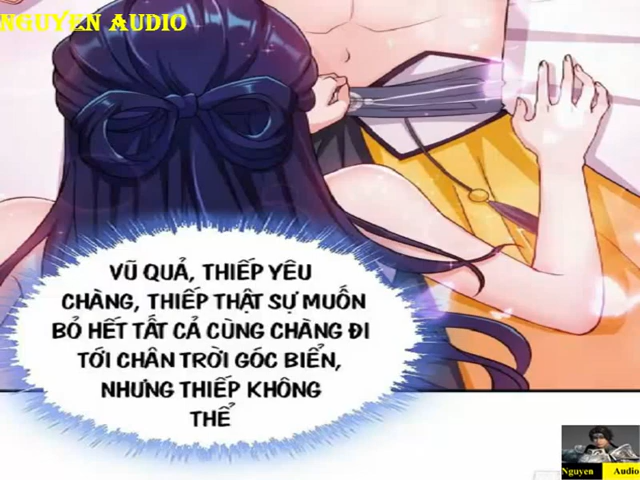 NGUYEN AUDIO
VŨ QUẢ, THIẾP YÊU
CHÀNG, THIẾP THẬT SỰ MUỐN
BỎ HẾT TẤT CẢ CÙNG CHÀNG ĐI
TỚI CHÂN TRỜI GÓC BIỂN,
NHƯNG THIẾP KHÔNG
THỂ
Nguyen Audio